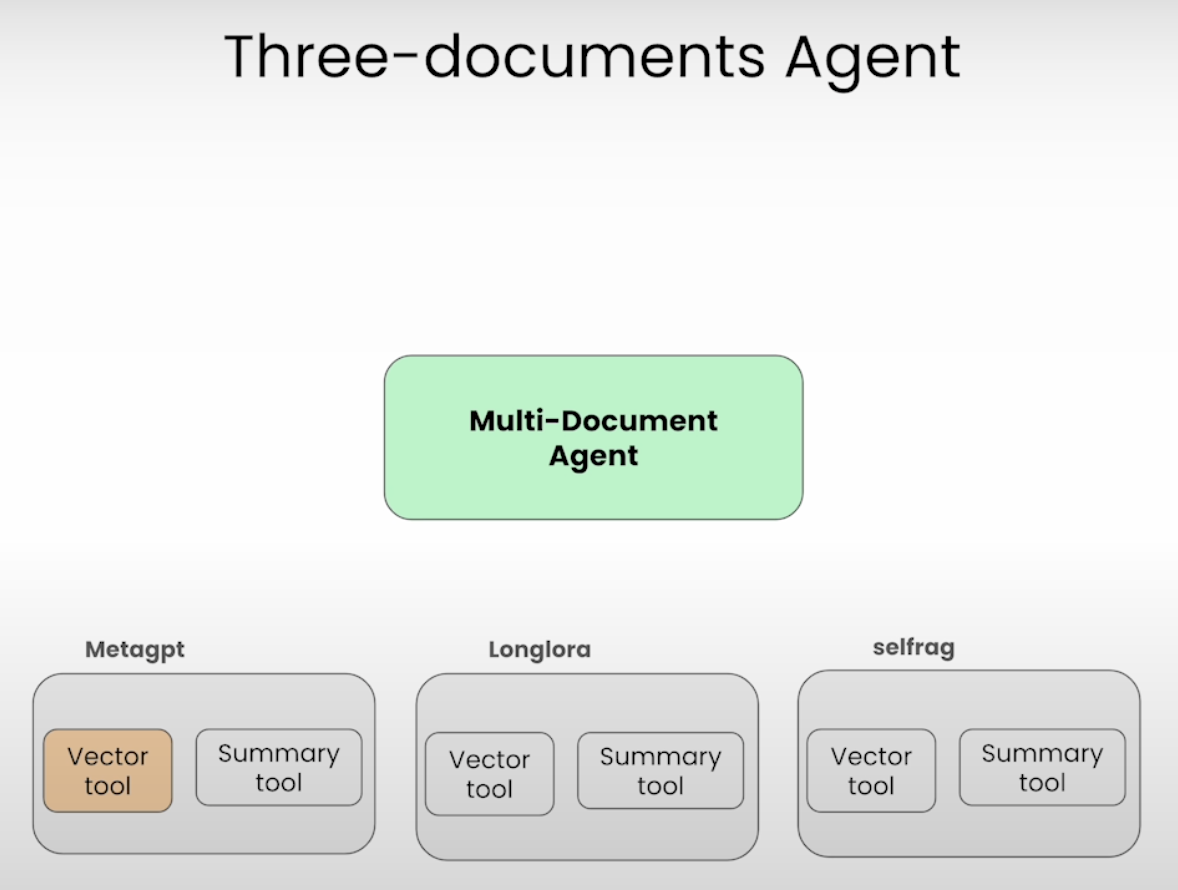 Three-documents Agent
Multi-Document
Agent
Metagpt
Longlora
selfrag
Vector
tool
Summary
tool
Vector
tool
Summary
tool
Vector
tool
Summary
tool